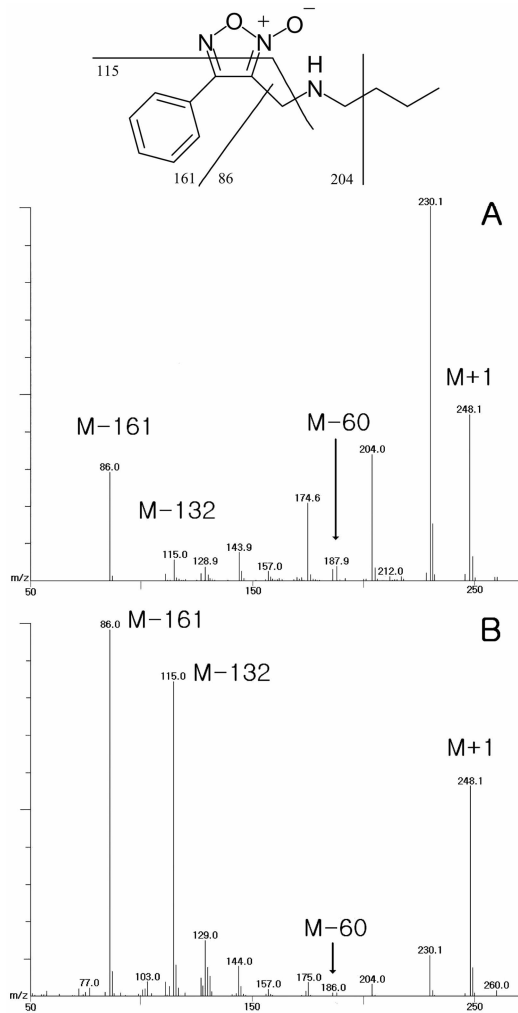 O + O −
N N H
N
115
161 86 204
A
230.1
M+1
248.1
M-161
86.0
M-60
204.0
M-132
174.6
115.0 128.9 143.9 157.0 187.9 212.0
m/z
50 150 250
B
86.0 M-161
115.0 M-132
M+1
248.1
M-60
129.0
230.1
77.0 103.0 144.0 157.0 175.0 186.0 204.0 260.0
m/z
50 150 250